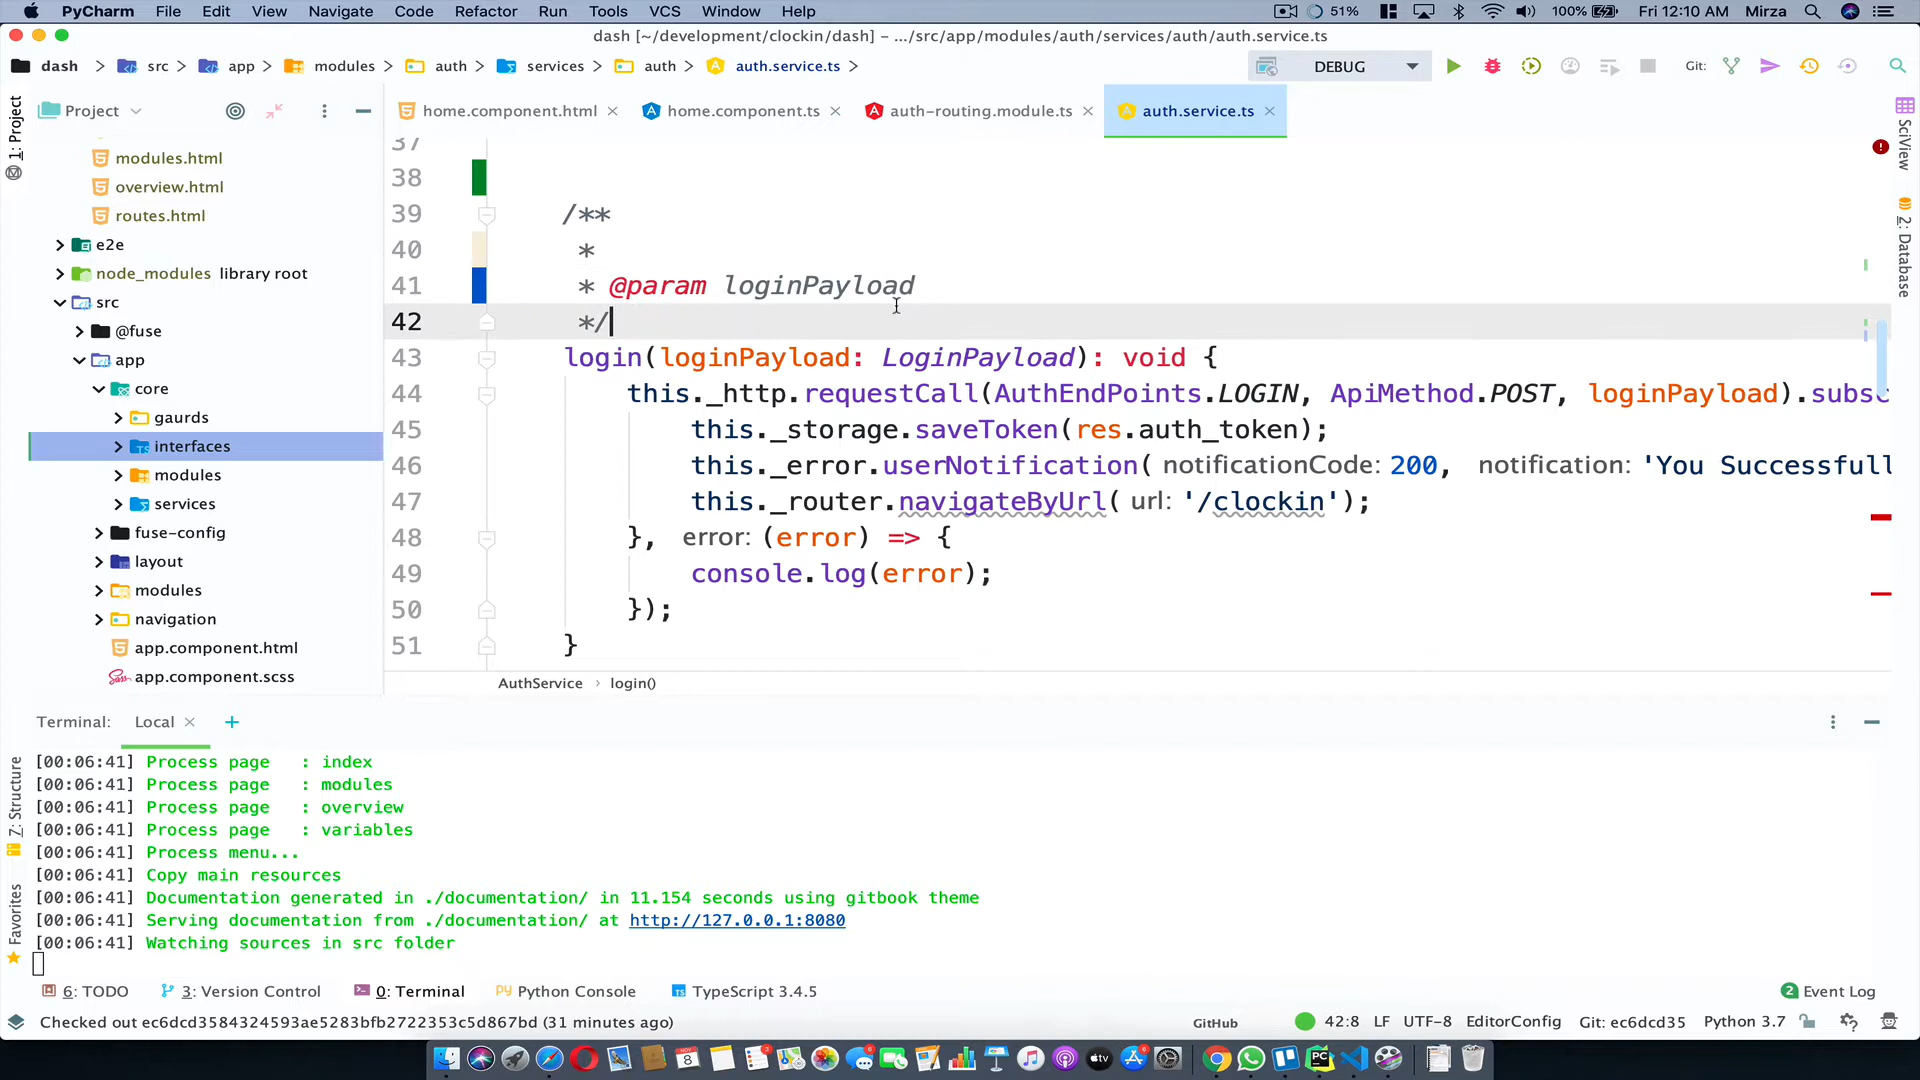 PyCharm File Edit View Navigate Code Refactor Run Tools VCS Window Help 51% 100% Fri 12:10 AM Mirza
dash [~/development/clockin/dash] - .../src/app/modules/auth/services/auth/auth.service.ts
dash src app modules auth services auth auth.service.ts DEBUG Git:
1: Project
Project
home.component.html home.component.ts auth-routing.module.ts auth.service.ts
SciView
2: Database
modules.html
overview.html
routes.html
e2e
node_modules library root
src
@fuse
app
core
gaurds
interfaces
modules
services
fuse-config
layout
modules
navigation
app.component.html
app.component.scss
37
38
39 /**
40 *
41 * @param loginPayload
42 */
43 login(loginPayload: LoginPayload): void {
44 this._http.requestCall(AuthEndPoints.LOGIN, ApiMethod.POST, loginPayload).subsc
45 this._storage.saveToken(res.auth_token);
46 this._error.userNotification( notificationCode: 200, notification: 'You Successfull
47 this._router.navigateByUrl( url: '/clockin');
48 }, error: (error) => {
49 console.log(error);
50 });
51 }
AuthService › login()
Terminal: Local
7: Structure
Favorites
[00:06:41] Process page : index
[00:06:41] Process page : modules
[00:06:41] Process page : overview
[00:06:41] Process page : variables
[00:06:41] Process menu...
[00:06:41] Copy main resources
[00:06:41] Documentation generated in ./documentation/ in 11.154 seconds using gitbook theme
[00:06:41] Serving documentation from ./documentation/ at http://127.0.0.1:8080
[00:06:41] Watching sources in src folder
6: TODO 3: Version Control 0: Terminal Python Console TypeScript 3.4.5 2 Event Log
Checked out ec6dcd3584324593ae5283bfb2722353c5d867bd (31 minutes ago) GitHub 42:8 LF UTF-8 EditorConfig Git: ec6dcd35 Python 3.7